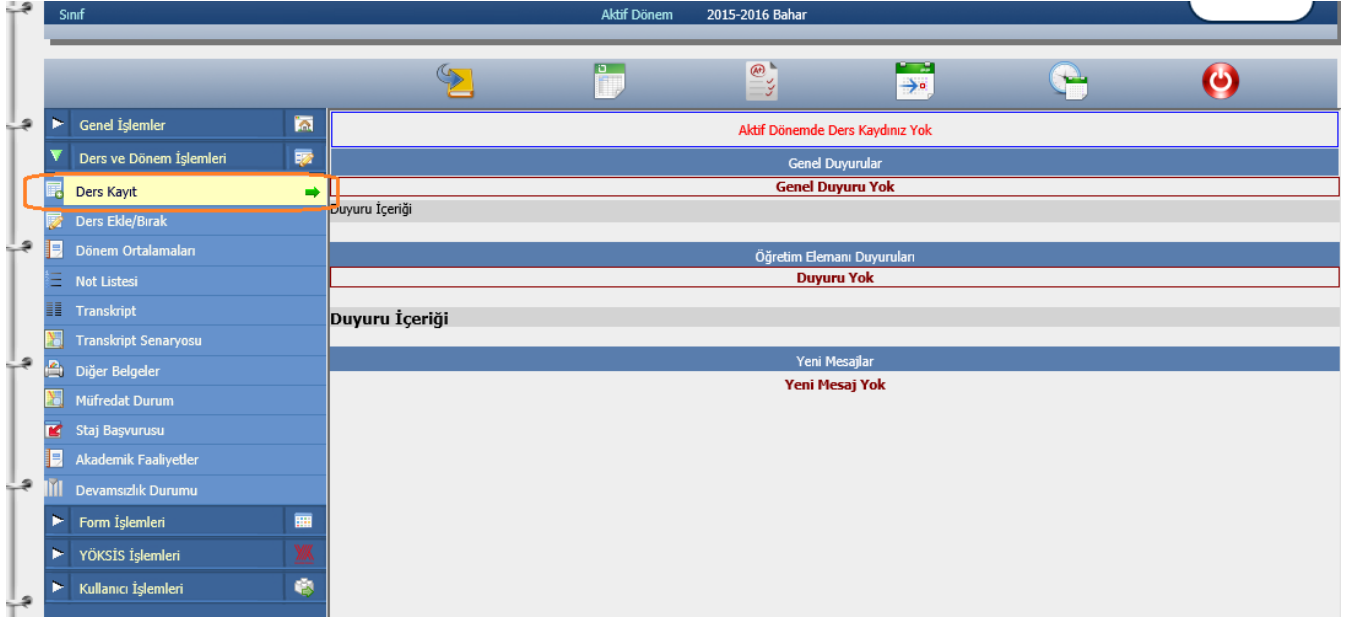 Sınıf Aktif Dönem 2015-2016 Bahar
Genel İşlemler
Ders ve Dönem İşlemleri
Ders Kayıt
Ders Ekle/Bırak
Dönem Ortalamaları
Not Listesi
Transkript
Transkript Senaryosu
Diğer Belgeler
Müfredat Durum
Staj Başvurusu
Akademik Faaliyetler
Devamsızlık Durumu
Form İşlemleri
YÖKSİS İşlemleri
Kullanıcı İşlemleri
Aktif Dönemde Ders Kaydınız Yok
Genel Duyurular
Genel Duyuru Yok
Duyuru İçeriği
Öğretim Elemanı Duyuruları
Duyuru Yok
Duyuru İçeriği
Yeni Mesajlar
Yeni Mesaj Yok